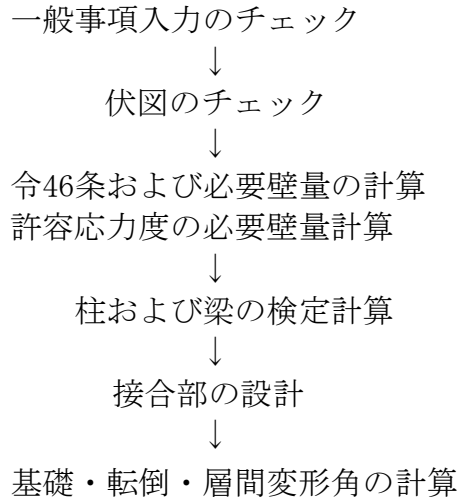 一般事項入力のチェック
↓
伏図のチェック
↓
令46条および必要壁量の計算
許容応力度の必要壁量計算
↓
柱および梁の検定計算
↓
接合部の設計
↓
基礎・転倒・層間変形角の計算